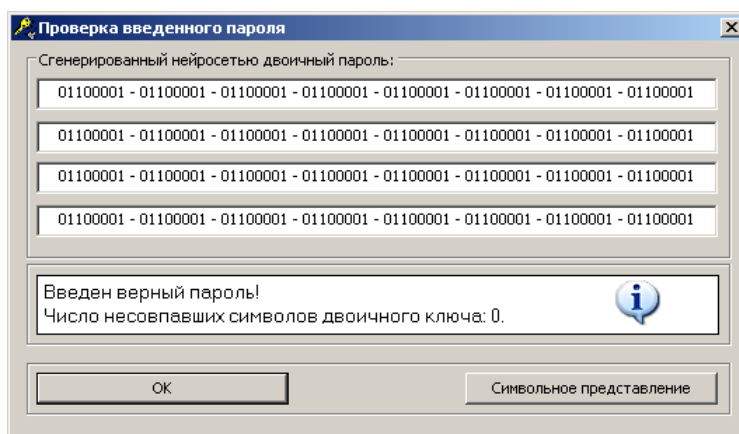 Проверка введенного пароля
Сгенерированный нейросетью двоичный пароль:
01100001 - 01100001 - 01100001 - 01100001 - 01100001 - 01100001 - 01100001 - 01100001
01100001 - 01100001 - 01100001 - 01100001 - 01100001 - 01100001 - 01100001 - 01100001
01100001 - 01100001 - 01100001 - 01100001 - 01100001 - 01100001 - 01100001 - 01100001
01100001 - 01100001 - 01100001 - 01100001 - 01100001 - 01100001 - 01100001 - 01100001
Введен верный пароль!
Число несовпавших символов двоичного ключа: 0.
ОК Символьное представление